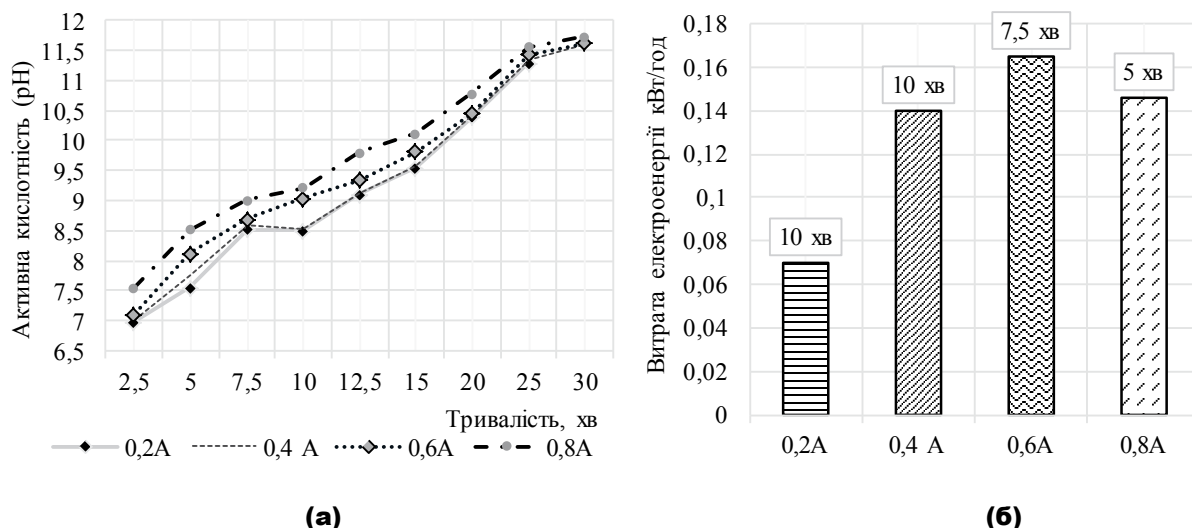 Активна кислотність (рН)
12
11,5
11
10,5
10
9,5
9
8,5
8
7,5
7
6,5
2,5 5 7,5 10 12,5 15 20 25 30
Тривалість, хв
0,2А 0,4 А 0,6А 0,8А
(а)
Витрата електроенергії кВт/год
0,18
0,16
0,14
0,12
0,1
0,08
0,06
0,04
0,02
0
10 хв
10 хв
7,5 хв
5 хв
0,2А 0,4 А 0,6А 0,8А
(б)